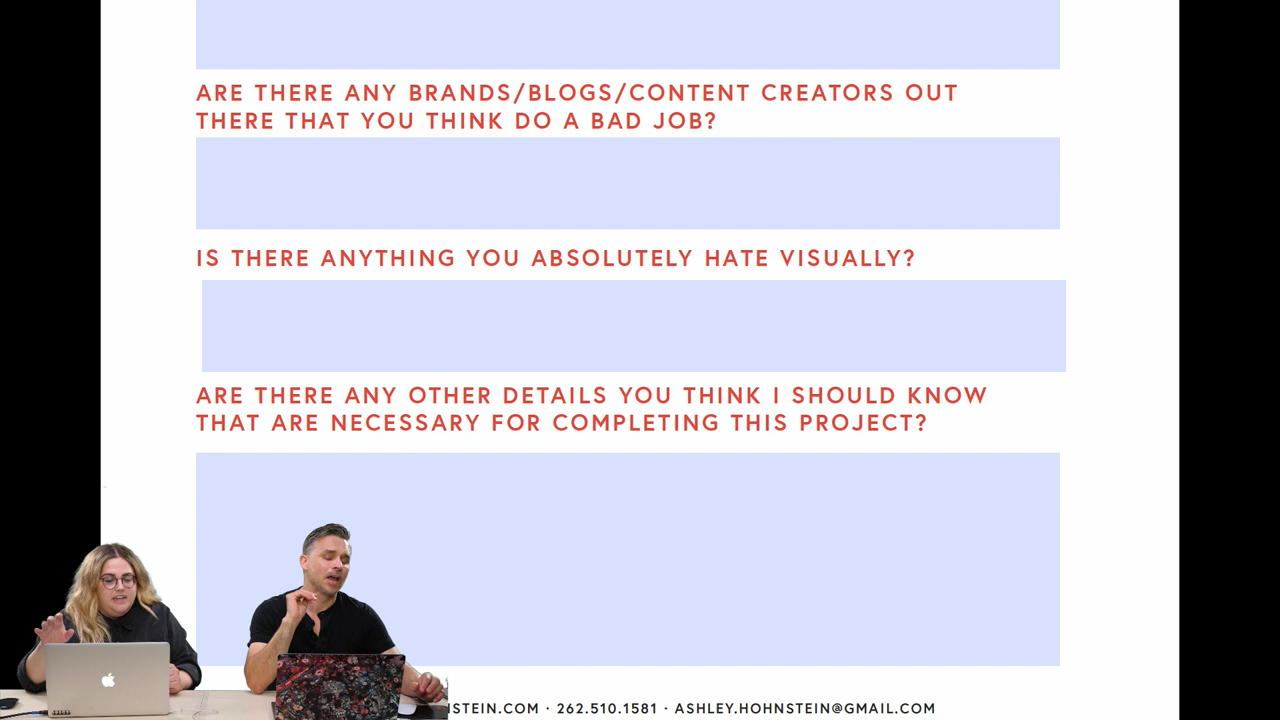 ARE THERE ANY BRANDS/BLOGS/CONTENT CREATORS OUT
THERE THAT YOU THINK DO A BAD JOB?
IS THERE ANYTHING YOU ABSOLUTELY HATE VISUALLY?
ARE THERE ANY OTHER DETAILS YOU THINK I SHOULD KNOW
THAT ARE NECESSARY FOR COMPLETING THIS PROJECT?
NSTEIN.COM · 262.510.1581 · ASHLEY.HOHNSTEIN@GMAIL.COM